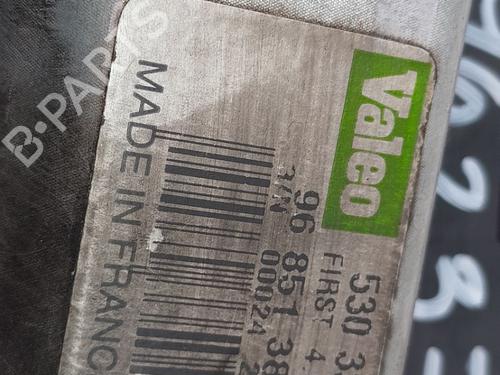 Valeo
530 3
FIRST 4
96 851 38
S/N 00024 2
MADE IN FRANC
B-PARTS